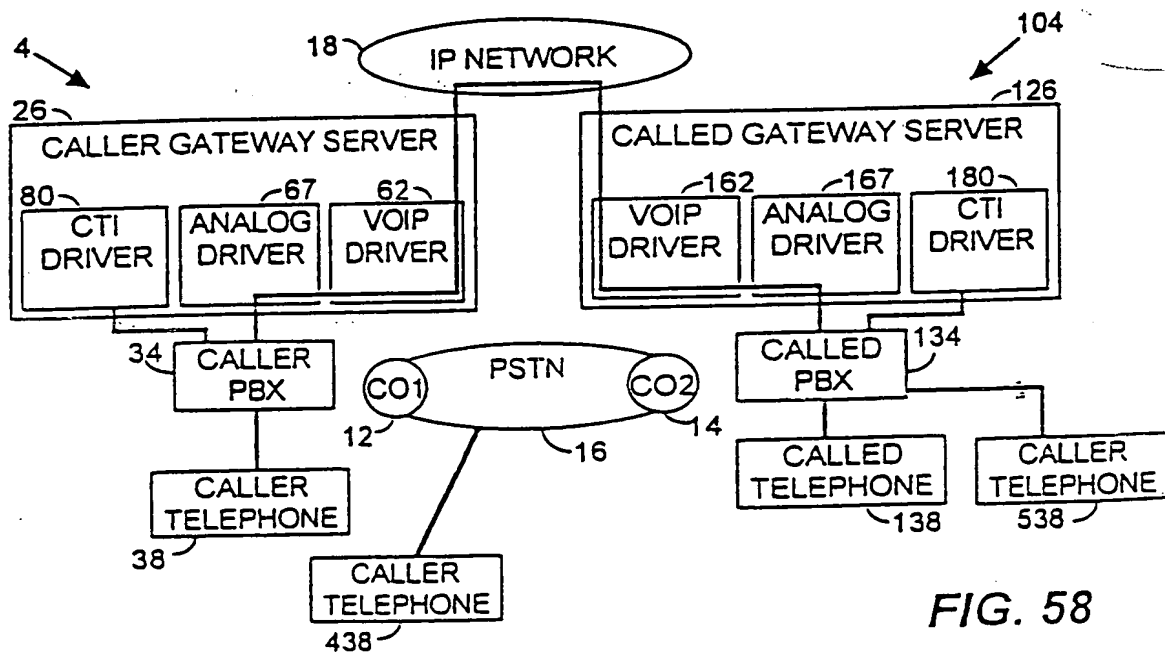 4
18
IP NETWORK
104
26
126
CALLER GATEWAY SERVER
CALLED GATEWAY SERVER
80
67
62
162
167
180
CTI
DRIVER
ANALOG
DRIVER
VOIP
DRIVER
VOIP
DRIVER
ANALOG
DRIVER
CTI
DRIVER
34
CALLER
PBX
PSTN
CO1
CO2
12
16
14
CALLED
PBX
134
CALLER
TELEPHONE
38
CALLER
TELEPHONE
438
CALLED
TELEPHONE
138
CALLER
TELEPHONE
538
FIG. 58